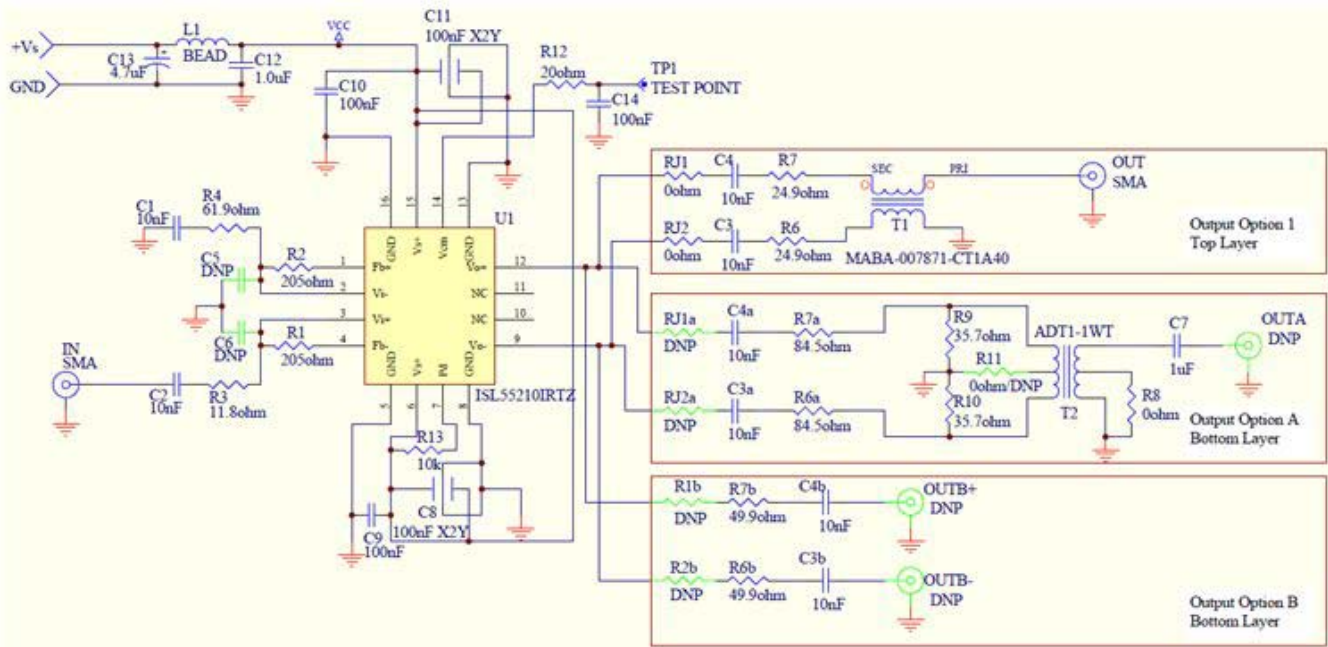 +Vs
GND
C13
4.7uF
L1
BEAD
C12
1.0uF
VCC
C11
100nF X2Y
C10
100nF
R12
20ohm
C14
100nF
TP1
TEST POINT
C1
10nF
R4
61.9ohm
C5
DNP
R2
205ohm
C6
DNP
R1
205ohm
IN
SMA
C2
10nF
R3
11.8ohm
16
15
14
13
U1
GND
Vs+
Vcm
GND
1
2
3
4
Fb+
Vi-
Vi+
Fb-
12
11
10
9
Vo+
NC
NC
Vo-
GND
Vs+
Pd
GND
5
6
7
8
ISL55210IRTZ
R13
10k
C8
100nF X2Y
C9
100nF
RJ1
0ohm
C4
10nF
R7
24.9ohm
SEC
PRI
OUT
SMA
RJ2
0ohm
C3
10nF
R6
24.9ohm
T1
MABA-007871-CT1A40
Output Option 1
Top Layer
RJ1a
DNP
C4a
10nF
R7a
84.5ohm
R9
35.7ohm
ADT1-1WT
C7
1uF
OUTA
DNP
R11
0ohm/DNP
RJ2a
DNP
C3a
10nF
R6a
84.5ohm
R10
35.7ohm
T2
R8
0ohm
Output Option A
Bottom Layer
R1b
DNP
R7b
49.9ohm
C4b
10nF
OUTB+
DNP
R2b
DNP
R6b
49.9ohm
C3b
10nF
OUTB-
DNP
Output Option B
Bottom Layer